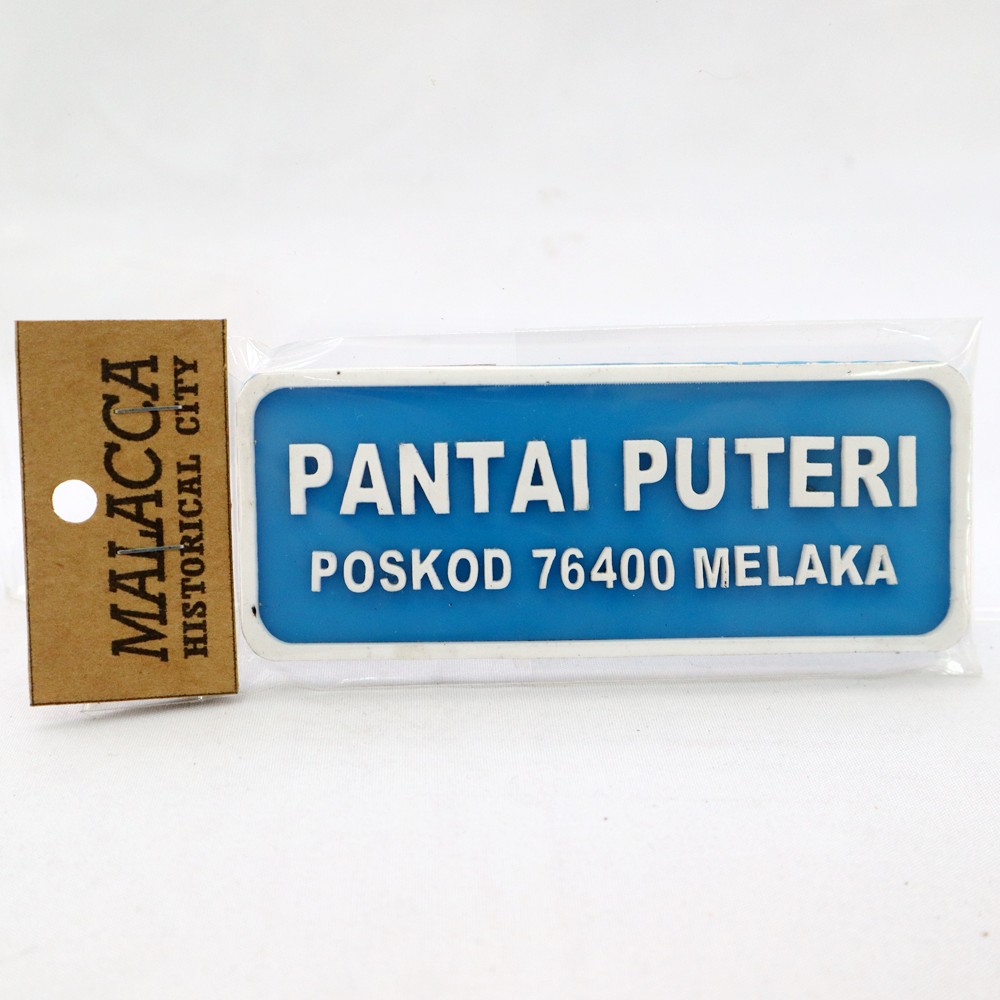 MALACCA
HISTORICAL CITY
PANTAI PUTERI
POSKOD 76400 MELAKA